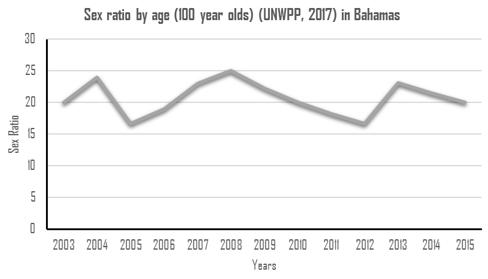 Sex ratio by age (100 year olds) (UNWPP, 2017) in Bahamas
30
25
20
15
10
5
0
Sex Ratio
2003 2004 2005 2006 2007 2008 2009 2010 2011 2012 2013 2014 2015
Years